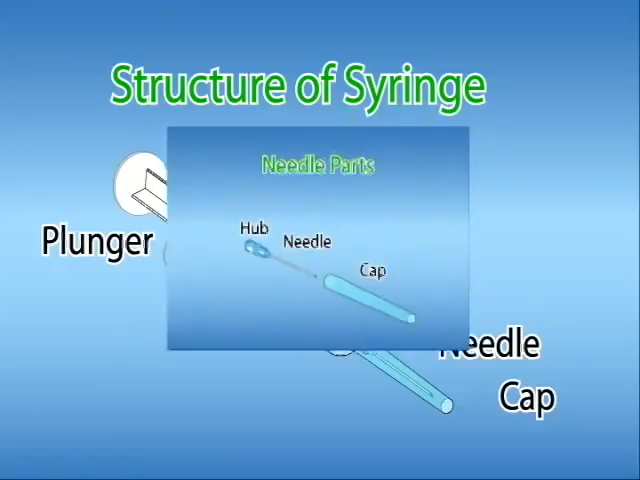 Structure of Syringe
Needle Parts
Hub
Needle
Cap
Plunger
Needle
Cap